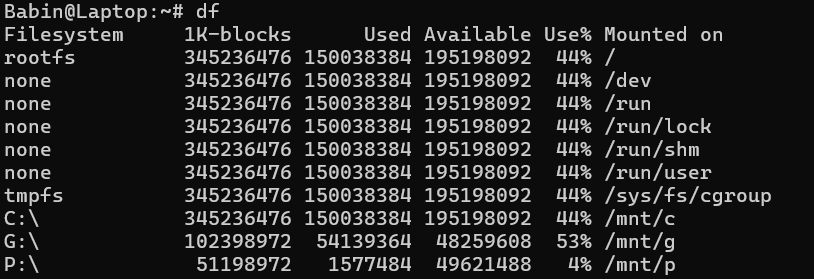 Babin@Laptop:~# df
Filesystem     1K-blocks      Used Available Use% Mounted on
rootfs         345236476 150038384 195198092  44% /
none           345236476 150038384 195198092  44% /dev
none           345236476 150038384 195198092  44% /run
none           345236476 150038384 195198092  44% /run/lock
none           345236476 150038384 195198092  44% /run/shm
none           345236476 150038384 195198092  44% /run/user
tmpfs          345236476 150038384 195198092  44% /sys/fs/cgroup
C:\            345236476 150038384 195198092  44% /mnt/c
G:\            102398972  54139364  48259608  53% /mnt/g
P:\             51198972   1577484  49621488   4% /mnt/p